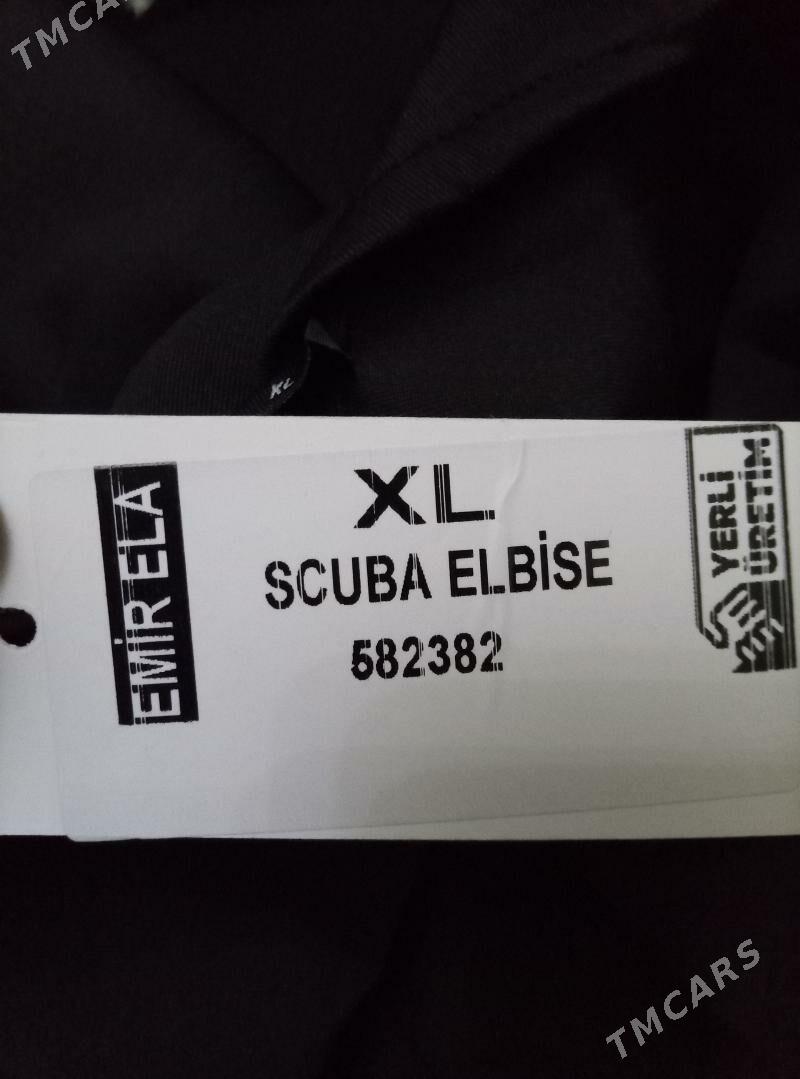 TMCARS
XL
EMİR ELA
XL
SCUBA ELBİSE
582382
YERLİ
ÜRETİM
TMCARS